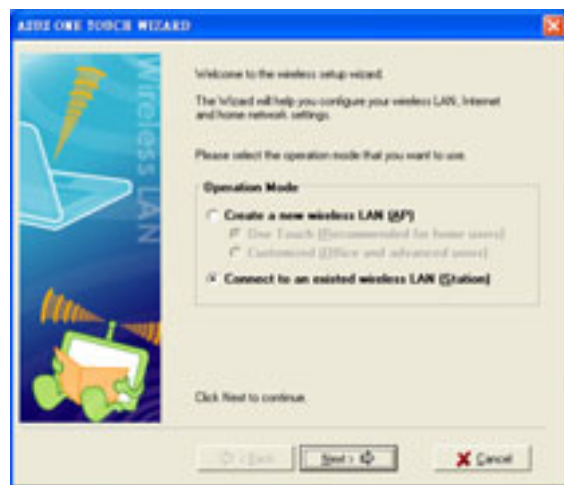 ASUS ONE TOUCH WIZARD
Wireless LAN
Welcome to the wireless setup wizard.
The Wizard will help you configure your wireless LAN, Internet
and home network settings.
Please select the operation mode that you want to use.
Operation Mode
Create a new wireless LAN (AP)
One Touch (Recommended for home users)
Customized (Office and advanced users)
Connect to an existed wireless LAN (Station)
Click Next to continue.
< Back
Next >
Cancel